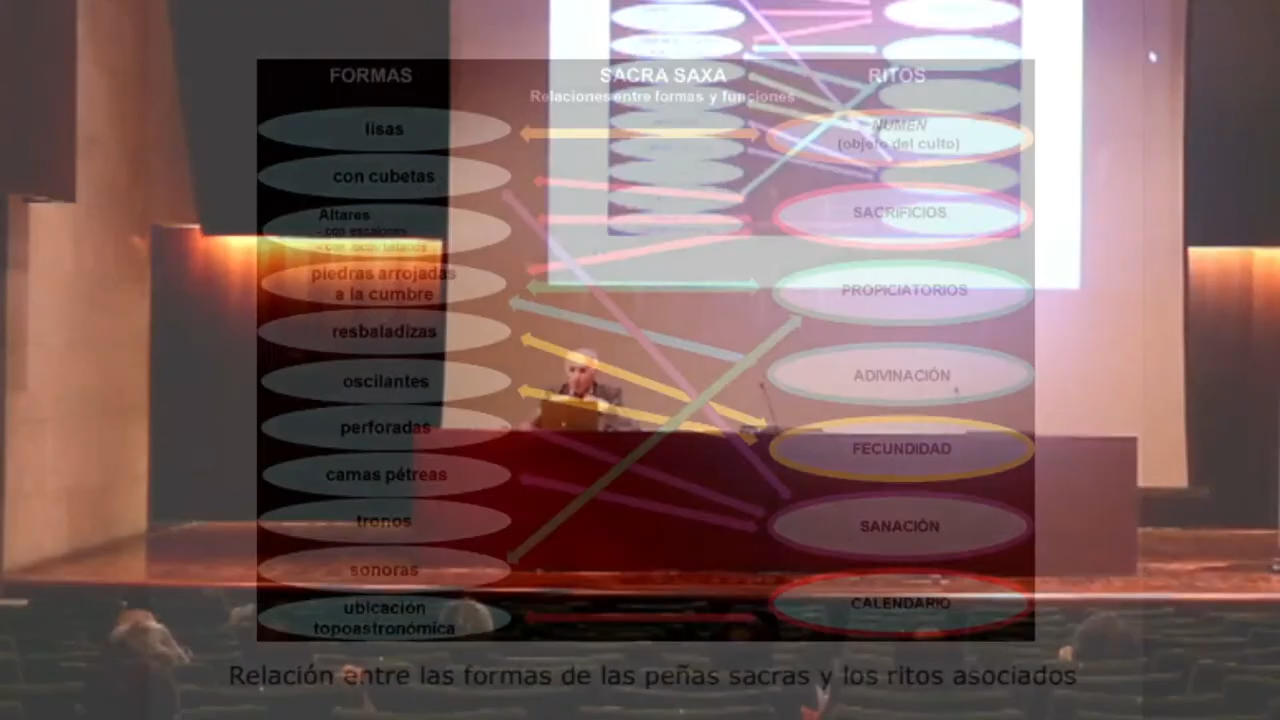 FORMAS
SACRA SAXA
RITOS
Relaciones entre formas y funciones
lisas
con cubetas
Altares
- con escalones
piedras arrojadas
a la cumbre
resbaladizas
oscilantes
perforadas
camas pétreas
tronos
sonoras
ubicación
topoastronómica
NUMEN
(objeto del culto)
SACRIFICIOS
PROPICIATORIOS
ADIVINACIÓN
FECUNDIDAD
SANACIÓN
CALENDARIO
Relación entre las formas de las peñas sacras y los ritos asociados